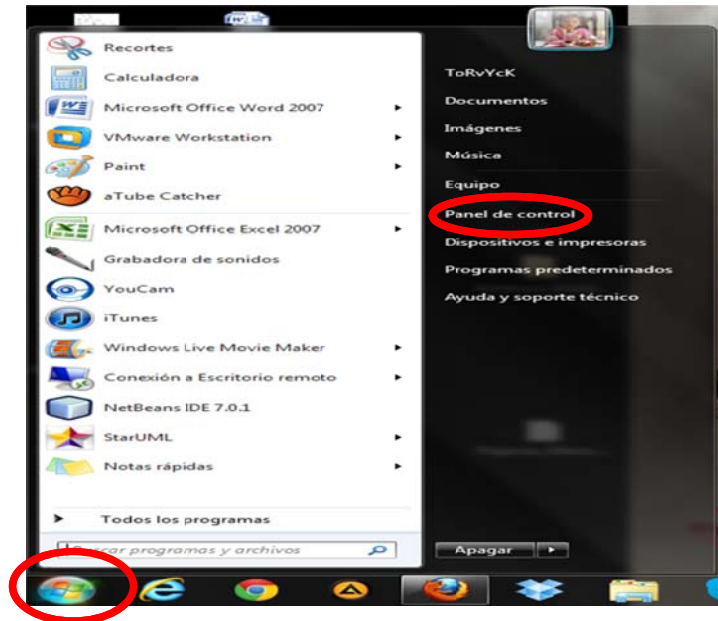 Recortes
Calculadora
Microsoft Office Word 2007
VMware Workstation
Paint
aTube Catcher
Microsoft Office Excel 2007
Grabadora de sonidos
YouCam
iTunes
Windows Live Movie Maker
Conexión a Escritorio remoto
NetBeans IDE 7.0.1
StarUML
Notas rápidas
Todos los programas
programas y archivos
ToRvYcK
Documentos
Imágenes
Música
Equipo
Panel de control
Dispositivos e impresoras
Programas predeterminados
Ayuda y soporte técnico
Apagar